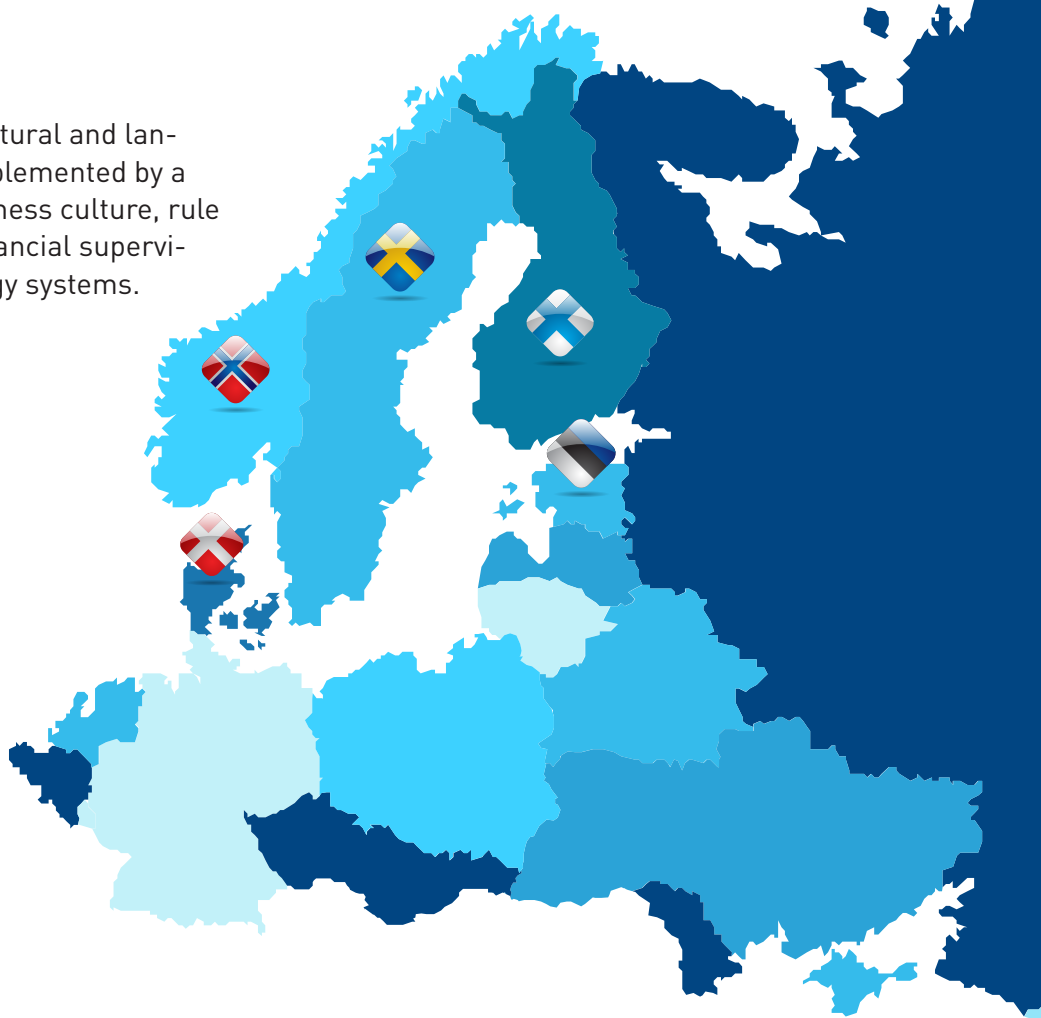 tural and lan-
plemented by a
ness culture, rule
ancial supervi-
gy systems.